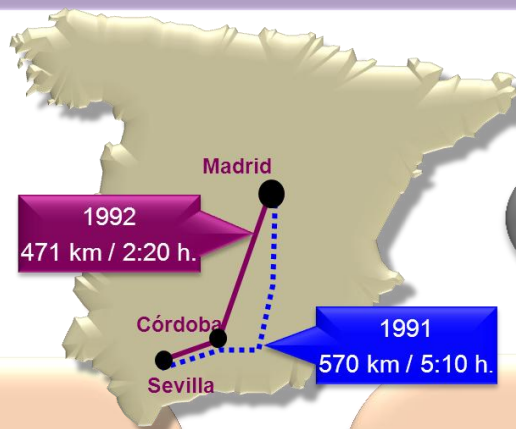 Madrid
1992
471 km / 2:20 h.
Córdoba
1991
570 km / 5:10 h.
Sevilla